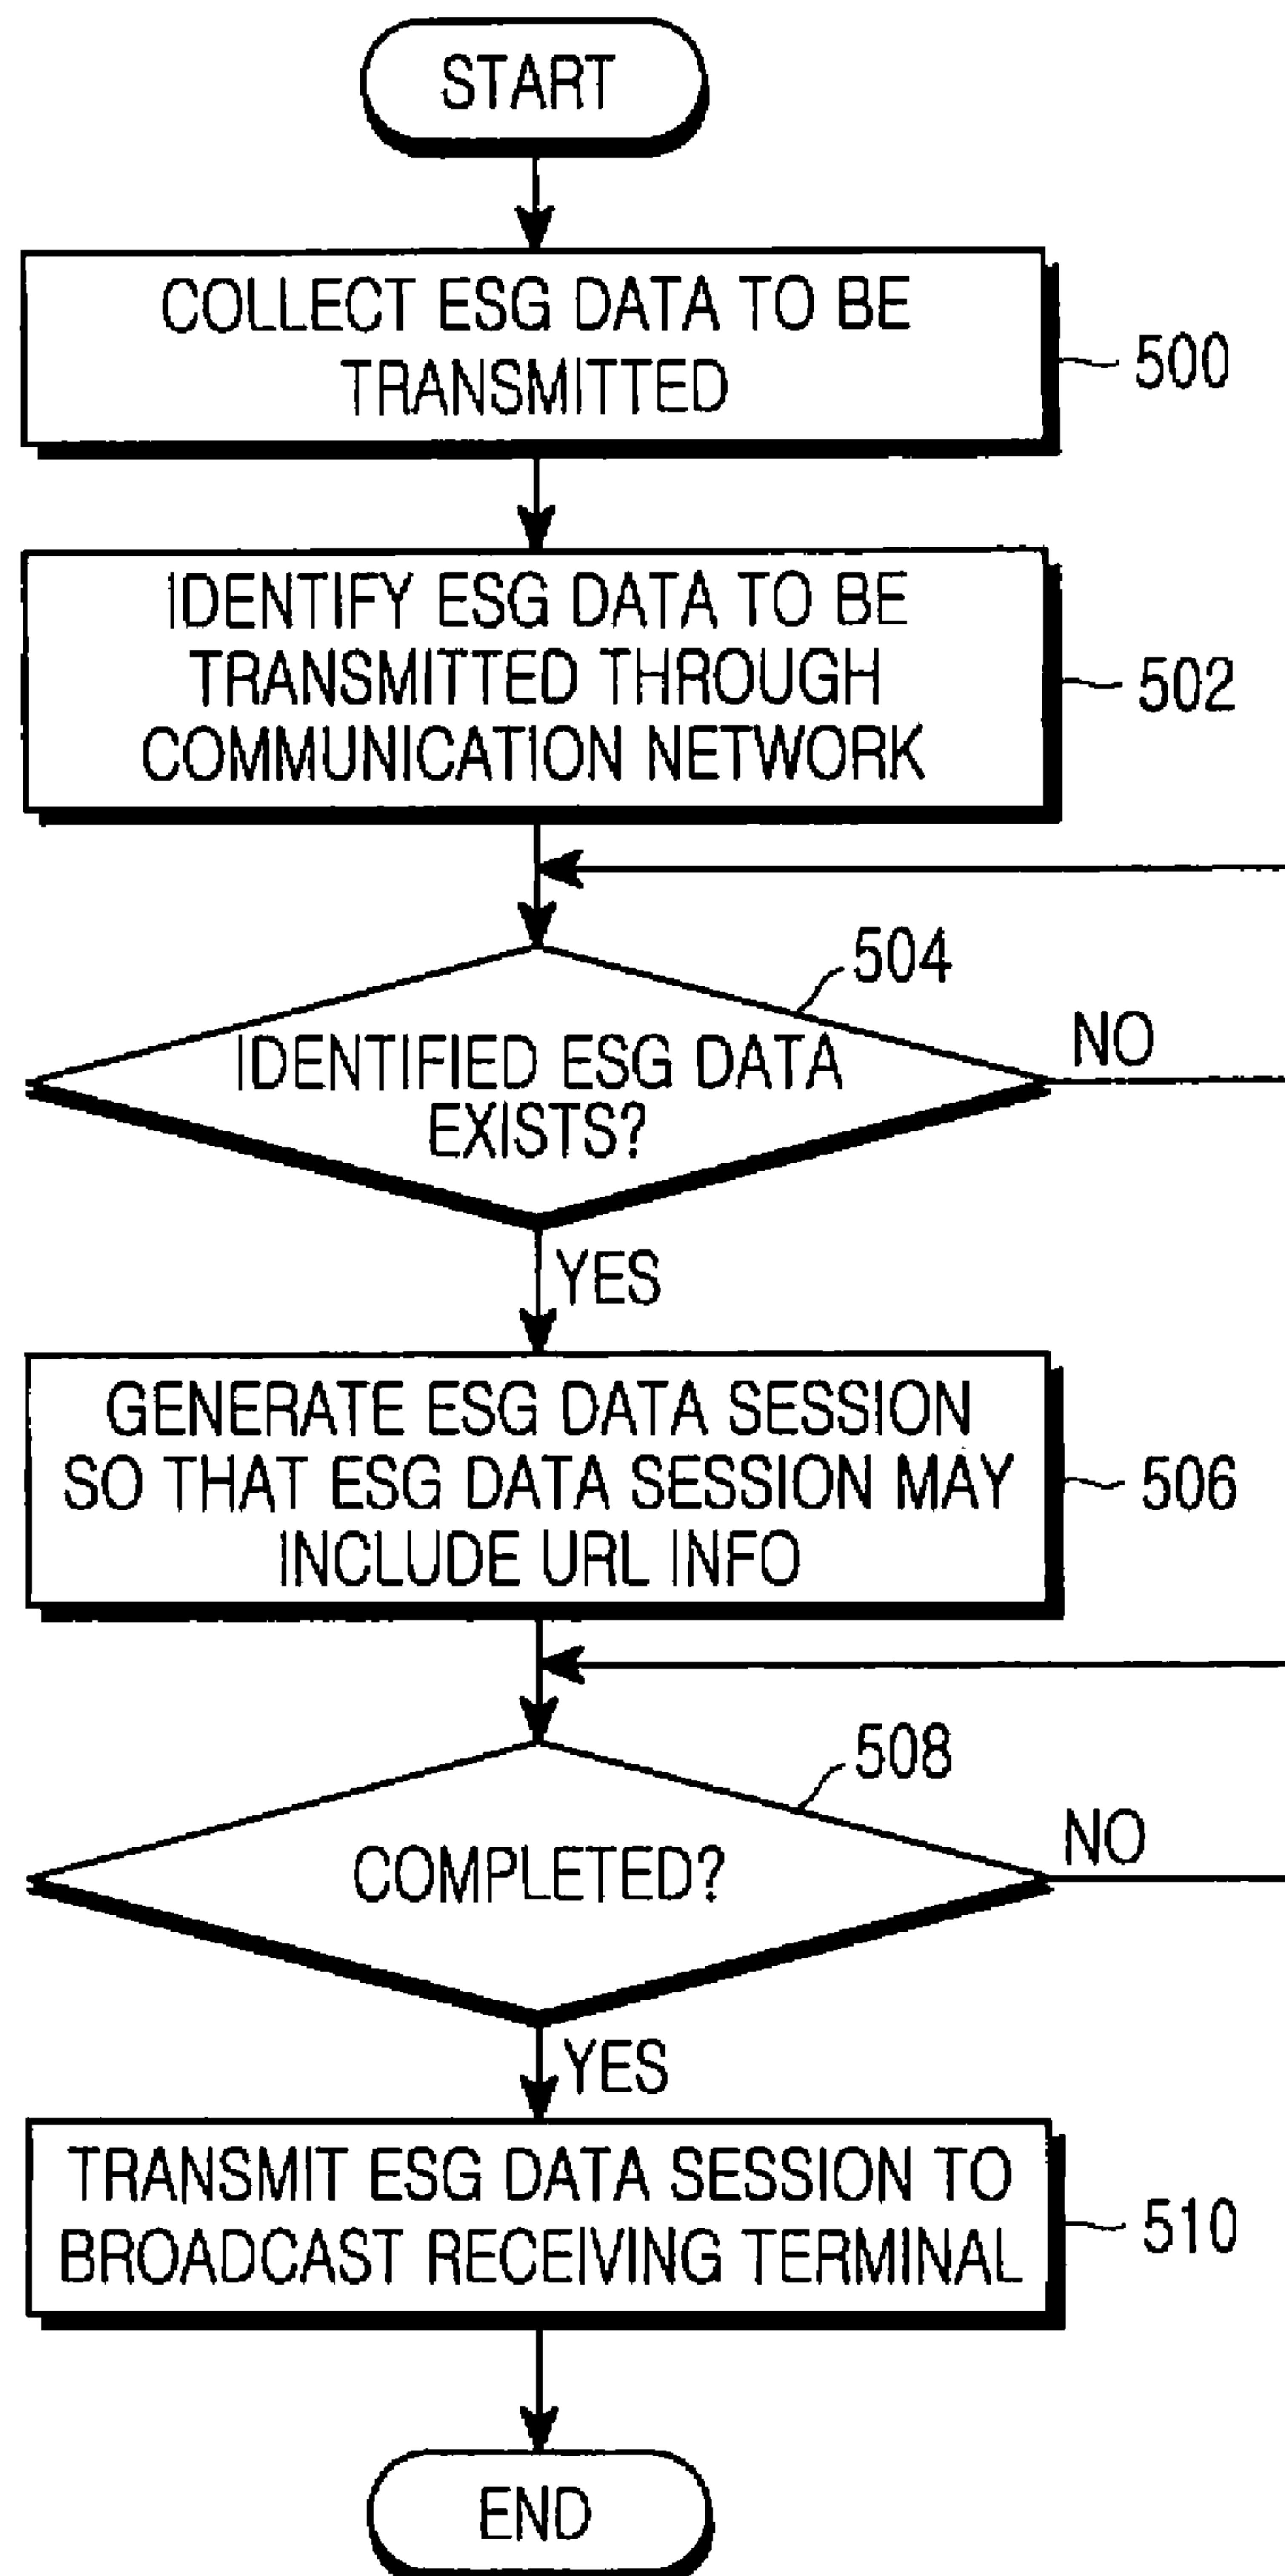 START
COLLECT ESG DATA TO BE
TRANSMITTED
500
IDENTIFY ESG DATA TO BE
TRANSMITTED THROUGH
COMMUNICATION NETWORK
502
504
IDENTIFIED ESG DATA
EXISTS?
NO
YES
GENERATE ESG DATA SESSION
SO THAT ESG DATA SESSION MAY
INCLUDE URL INFO
506
508
COMPLETED?
NO
YES
TRANSMIT ESG DATA SESSION TO
BROADCAST RECEIVING TERMINAL
510
END